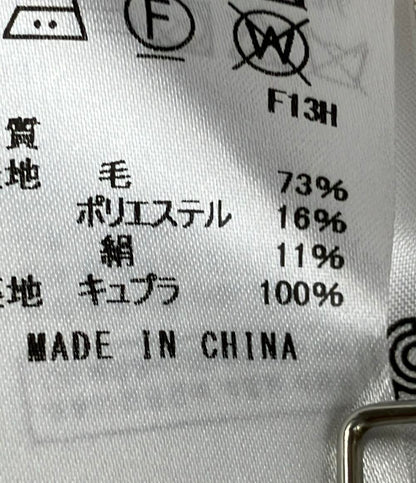 F
W
F13H
質
地 毛 73%
ポリエステル 16%
絹 11%
地 キュプラ 100%
MADE IN CHINA